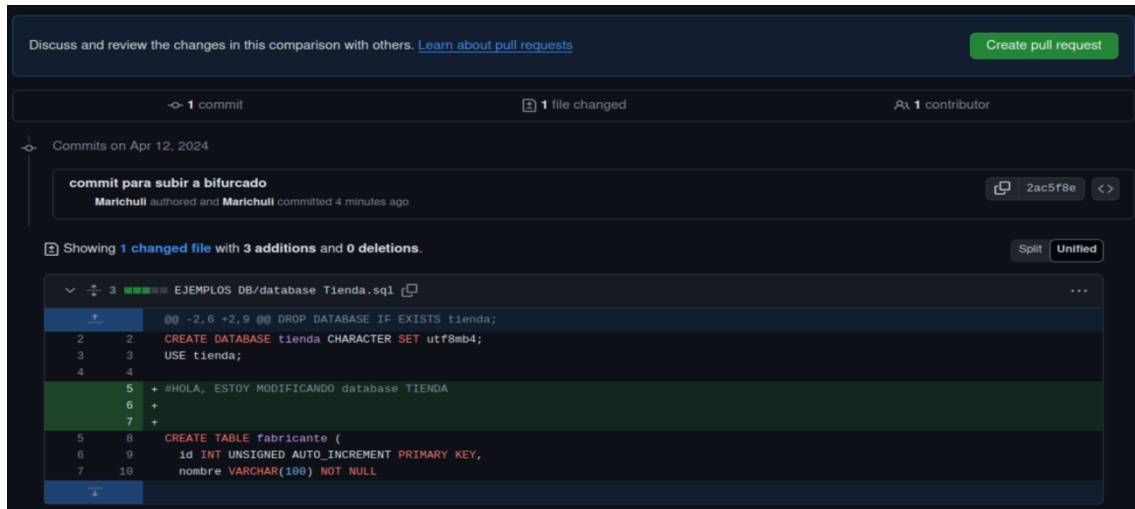 Discuss and review the changes in this comparison with others. Learn about pull requests Create pull request
1 commit 1 file changed 1 contributor
Commits on Apr 12, 2024
commit para subir a bifurcado
2ac5f8e <>
Marichuli authored and Marichuli committed 4 minutes ago
Showing 1 changed file with 3 additions and 0 deletions. Split Unified
3 EJEMPLOS DB/database Tienda.sql ...
@@ -2,6 +2,9 @@ DROP DATABASE IF EXISTS tienda;
2 2 CREATE DATABASE tienda CHARACTER SET utf8mb4;
3 3 USE tienda;
4 4
5 + #HOLA, ESTOY MODIFICANDO database TIENDA
6 +
7 +
5 8 CREATE TABLE fabricante (
6 9 id INT UNSIGNED AUTO_INCREMENT PRIMARY KEY,
7 10 nombre VARCHAR(100) NOT NULL